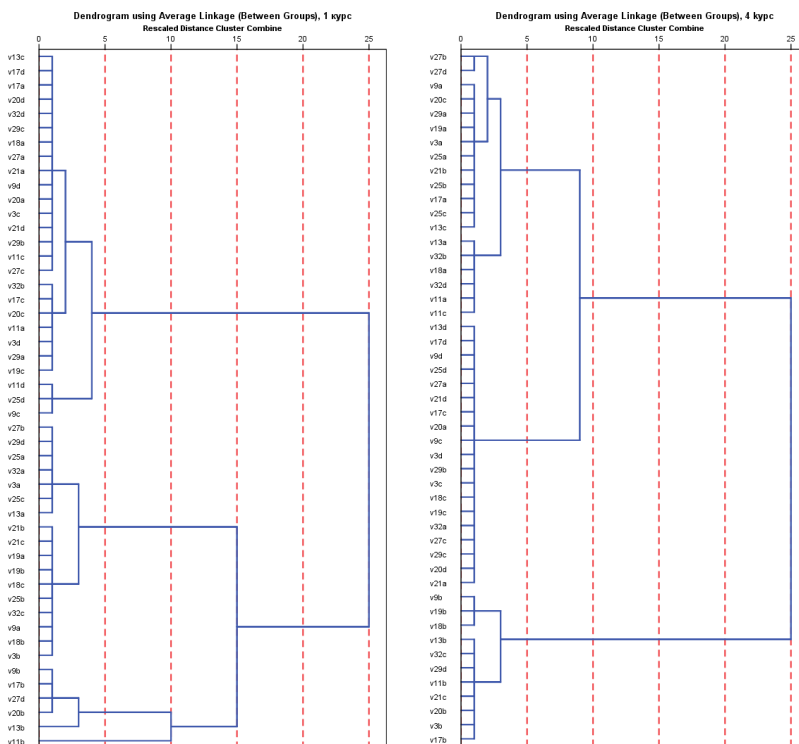 Dendrogram using Average Linkage (Between Groups), 1 курс
Rescaled Distance Cluster Combine
0 5 10 15 20 25
v13c
v17d
v17a
v20d
v32d
v29c
v18a
v27a
v21a
v9d
v20a
v3c
v21d
v29b
v11c
v27c
v32b
v17c
v20c
v11a
v3d
v29a
v19c
v11d
v25d
v9c
v27b
v29d
v25a
v32a
v3a
v25c
v13a
v21b
v21c
v19a
v19b
v18c
v25b
v32c
v9a
v18b
v3b
v9b
v17b
v27d
v20b
v13b
v11b
Dendrogram using Average Linkage (Between Groups), 4 курс
Rescaled Distance Cluster Combine
0 5 10 15 20 25
v27b
v27d
v9a
v20c
v29a
v19a
v3a
v25a
v21b
v25b
v17a
v25c
v13c
v13a
v32b
v18a
v32d
v11a
v11c
v13d
v17d
v9d
v25d
v27a
v21d
v17c
v20a
v9c
v3d
v29b
v3c
v18c
v19c
v32a
v27c
v29c
v20d
v21a
v9b
v19b
v18b
v13b
v32c
v29d
v11b
v21c
v20b
v3b
v17b